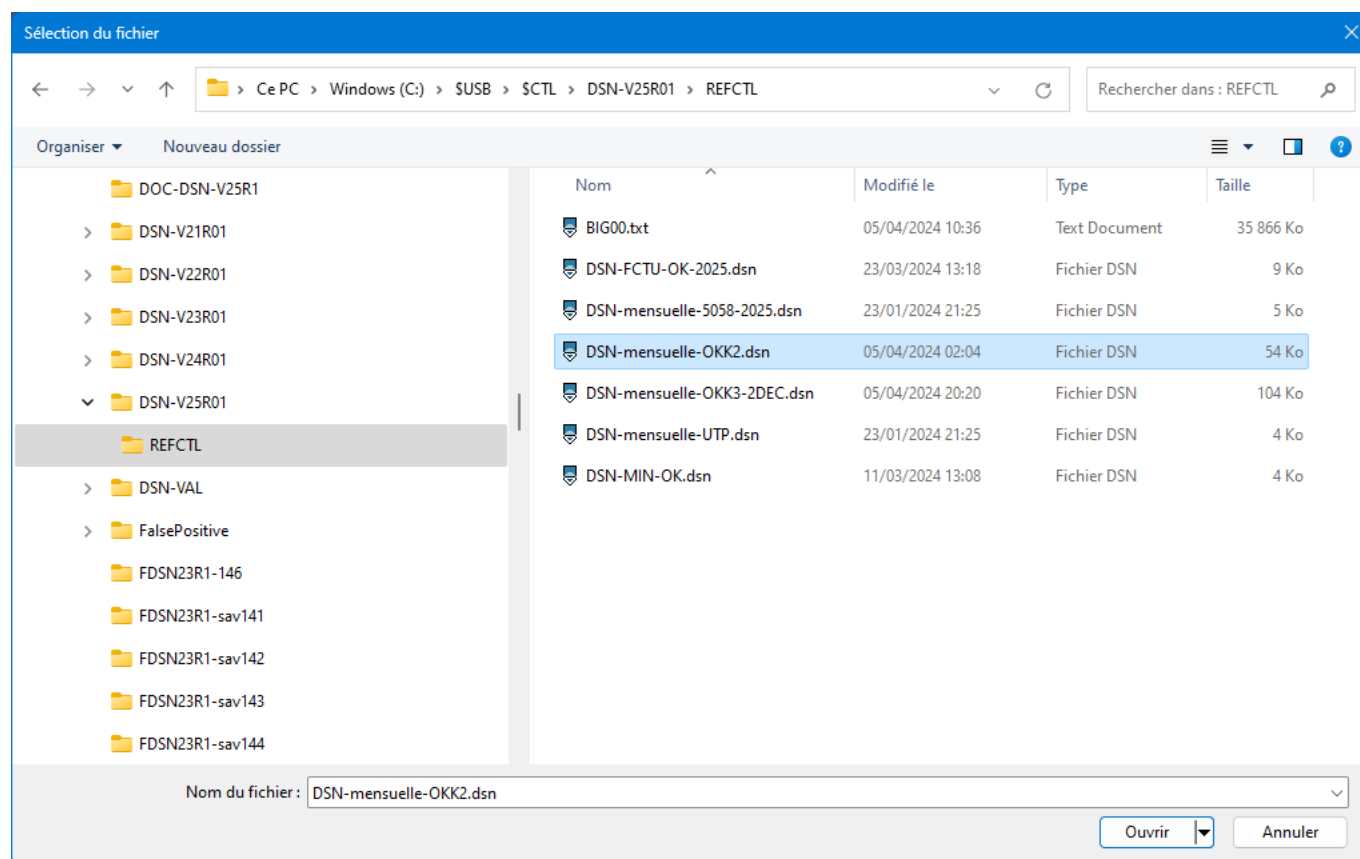 Sélection du fichier
Ce PC > Windows (C:) > $USB > $CTL > DSN-V25R01 > REFCTL
Rechercher dans : REFCTL
Organiser
Nouveau dossier
?
DOC-DSN-V25R1
DSN-V21R01
DSN-V22R01
DSN-V23R01
DSN-V24R01
DSN-V25R01
REFCTL
DSN-VAL
FalsePositive
FDSN23R1-146
FDSN23R1-sav141
FDSN23R1-sav142
FDSN23R1-sav143
FDSN23R1-sav144
Nom Modifié le Type Taille
BIG00.txt 05/04/2024 10:36 Text Document 35 866 Ko
DSN-FCTU-OK-2025.dsn 23/03/2024 13:18 Fichier DSN 9 Ko
DSN-mensuelle-5058-2025.dsn 23/01/2024 21:25 Fichier DSN 5 Ko
DSN-mensuelle-OKK2.dsn 05/04/2024 02:04 Fichier DSN 54 Ko
DSN-mensuelle-OKK3-2DEC.dsn 05/04/2024 20:20 Fichier DSN 104 Ko
DSN-mensuelle-UTP.dsn 23/01/2024 21:25 Fichier DSN 4 Ko
DSN-MIN-OK.dsn 11/03/2024 13:08 Fichier DSN 4 Ko
Nom du fichier : DSN-mensuelle-OKK2.dsn
Ouvrir
Annuler